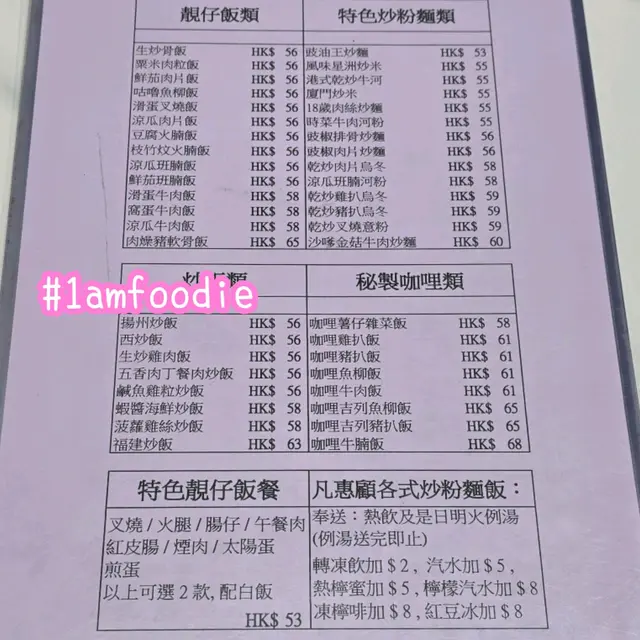 靚仔飯類
生炒骨飯 HK$ 56
粟米肉粒飯 HK$ 56
鮮茄肉片飯 HK$ 56
咕嚕魚柳飯 HK$ 56
滑蛋叉燒飯 HK$ 56
涼瓜肉片飯 HK$ 56
豆腐火腩飯 HK$ 56
枝竹炆火腩飯 HK$ 56
涼瓜班腩飯 HK$ 56
鮮茄班腩飯 HK$ 56
滑蛋牛肉飯 HK$ 58
窩蛋牛肉飯 HK$ 58
涼瓜牛肉飯 HK$ 58
肉燥豬軟骨飯 HK$ 65
特色炒粉麵類
豉油王炒麵 HK$ 53
風味星洲炒米 HK$ 55
港式乾炒牛河 HK$ 55
廈門炒米 HK$ 55
18歲肉絲炒麵 HK$ 55
時菜牛肉河粉 HK$ 55
豉椒排骨炒麵 HK$ 56
豉椒肉片炒麵 HK$ 56
乾炒肉片烏冬 HK$ 58
涼瓜班腩河粉 HK$ 58
乾炒雞扒烏冬 HK$ 59
乾炒豬扒烏冬 HK$ 59
乾炒叉燒意粉 HK$ 59
沙嗲金菇牛肉炒麵 HK$ 60
#1amfoodie
類
揚州炒飯 HK$ 56
西炒飯 HK$ 56
生炒雞肉飯 HK$ 56
五香肉丁餐肉炒飯 HK$ 56
鹹魚雞粒炒飯 HK$ 56
蝦醬海鮮炒飯 HK$ 58
菠蘿雞絲炒飯 HK$ 58
福建炒飯 HK$ 63
秘製咖哩類
咖哩薯仔雜菜飯 HK$ 58
咖哩雞扒飯 HK$ 61
咖哩豬扒飯 HK$ 61
咖哩魚柳飯 HK$ 61
咖哩牛肉飯 HK$ 61
咖哩吉列魚柳飯 HK$ 65
咖哩吉列豬扒飯 HK$ 65
咖哩牛腩飯 HK$ 68
特色靚仔飯餐
叉燒 / 火腿 / 腸仔 / 午餐肉
紅皮腸 / 煙肉 / 太陽蛋
煎蛋
以上可選 2 款, 配白飯
HK$ 53
凡惠顧各式炒粉麵飯：
奉送：熱飲及是日明火例湯
(例湯送完即止)
轉凍飲加 $ 2 , 汽水加 $ 5 ,
熱檸蜜加 $ 5 , 檸檬汽水加 $ 8
凍檸啡加 $ 8 , 紅豆冰加 $ 8